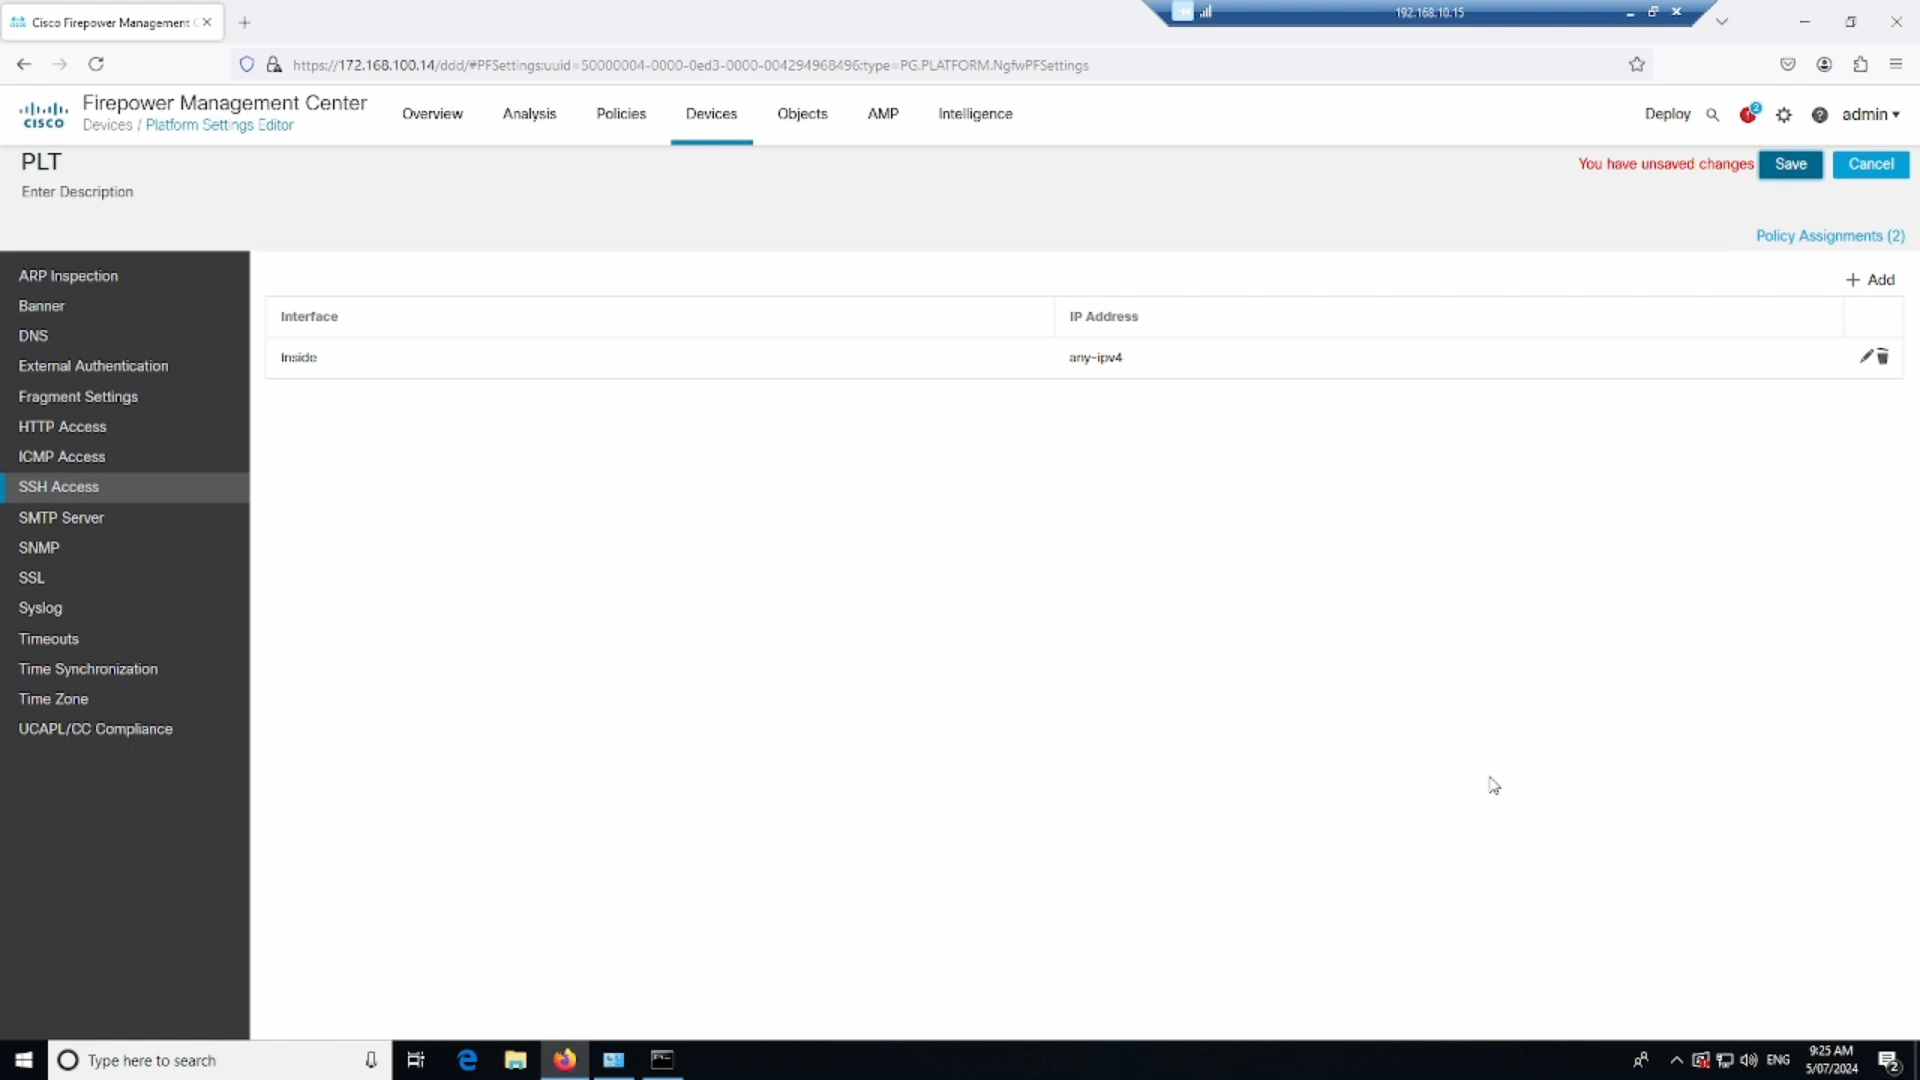 Cisco Firepower Management C
192.168.10.15
https://172.168.100.14/ddd/#PFSettings:uuid=50000004-0000-0ed3-0000-004294968496:type=PG.PLATFORM.NgfwPFSettings
CISCO
Firepower Management Center
Devices / Platform Settings Editor
Overview
Analysis
Policies
Devices
Objects
AMP
Intelligence
Deploy
2
admin
PLT
Enter Description
You have unsaved changes
Save
Cancel
Policy Assignments (2)
ARP Inspection
Banner
DNS
External Authentication
Fragment Settings
HTTP Access
ICMP Access
SSH Access
SMTP Server
SNMP
SSL
Syslog
Timeouts
Time Synchronization
Time Zone
UCAPL/CC Compliance
+ Add
Interface
IP Address
Inside
any-ipv4
Type here to search
ENG
9:25 AM
5/07/2024
2